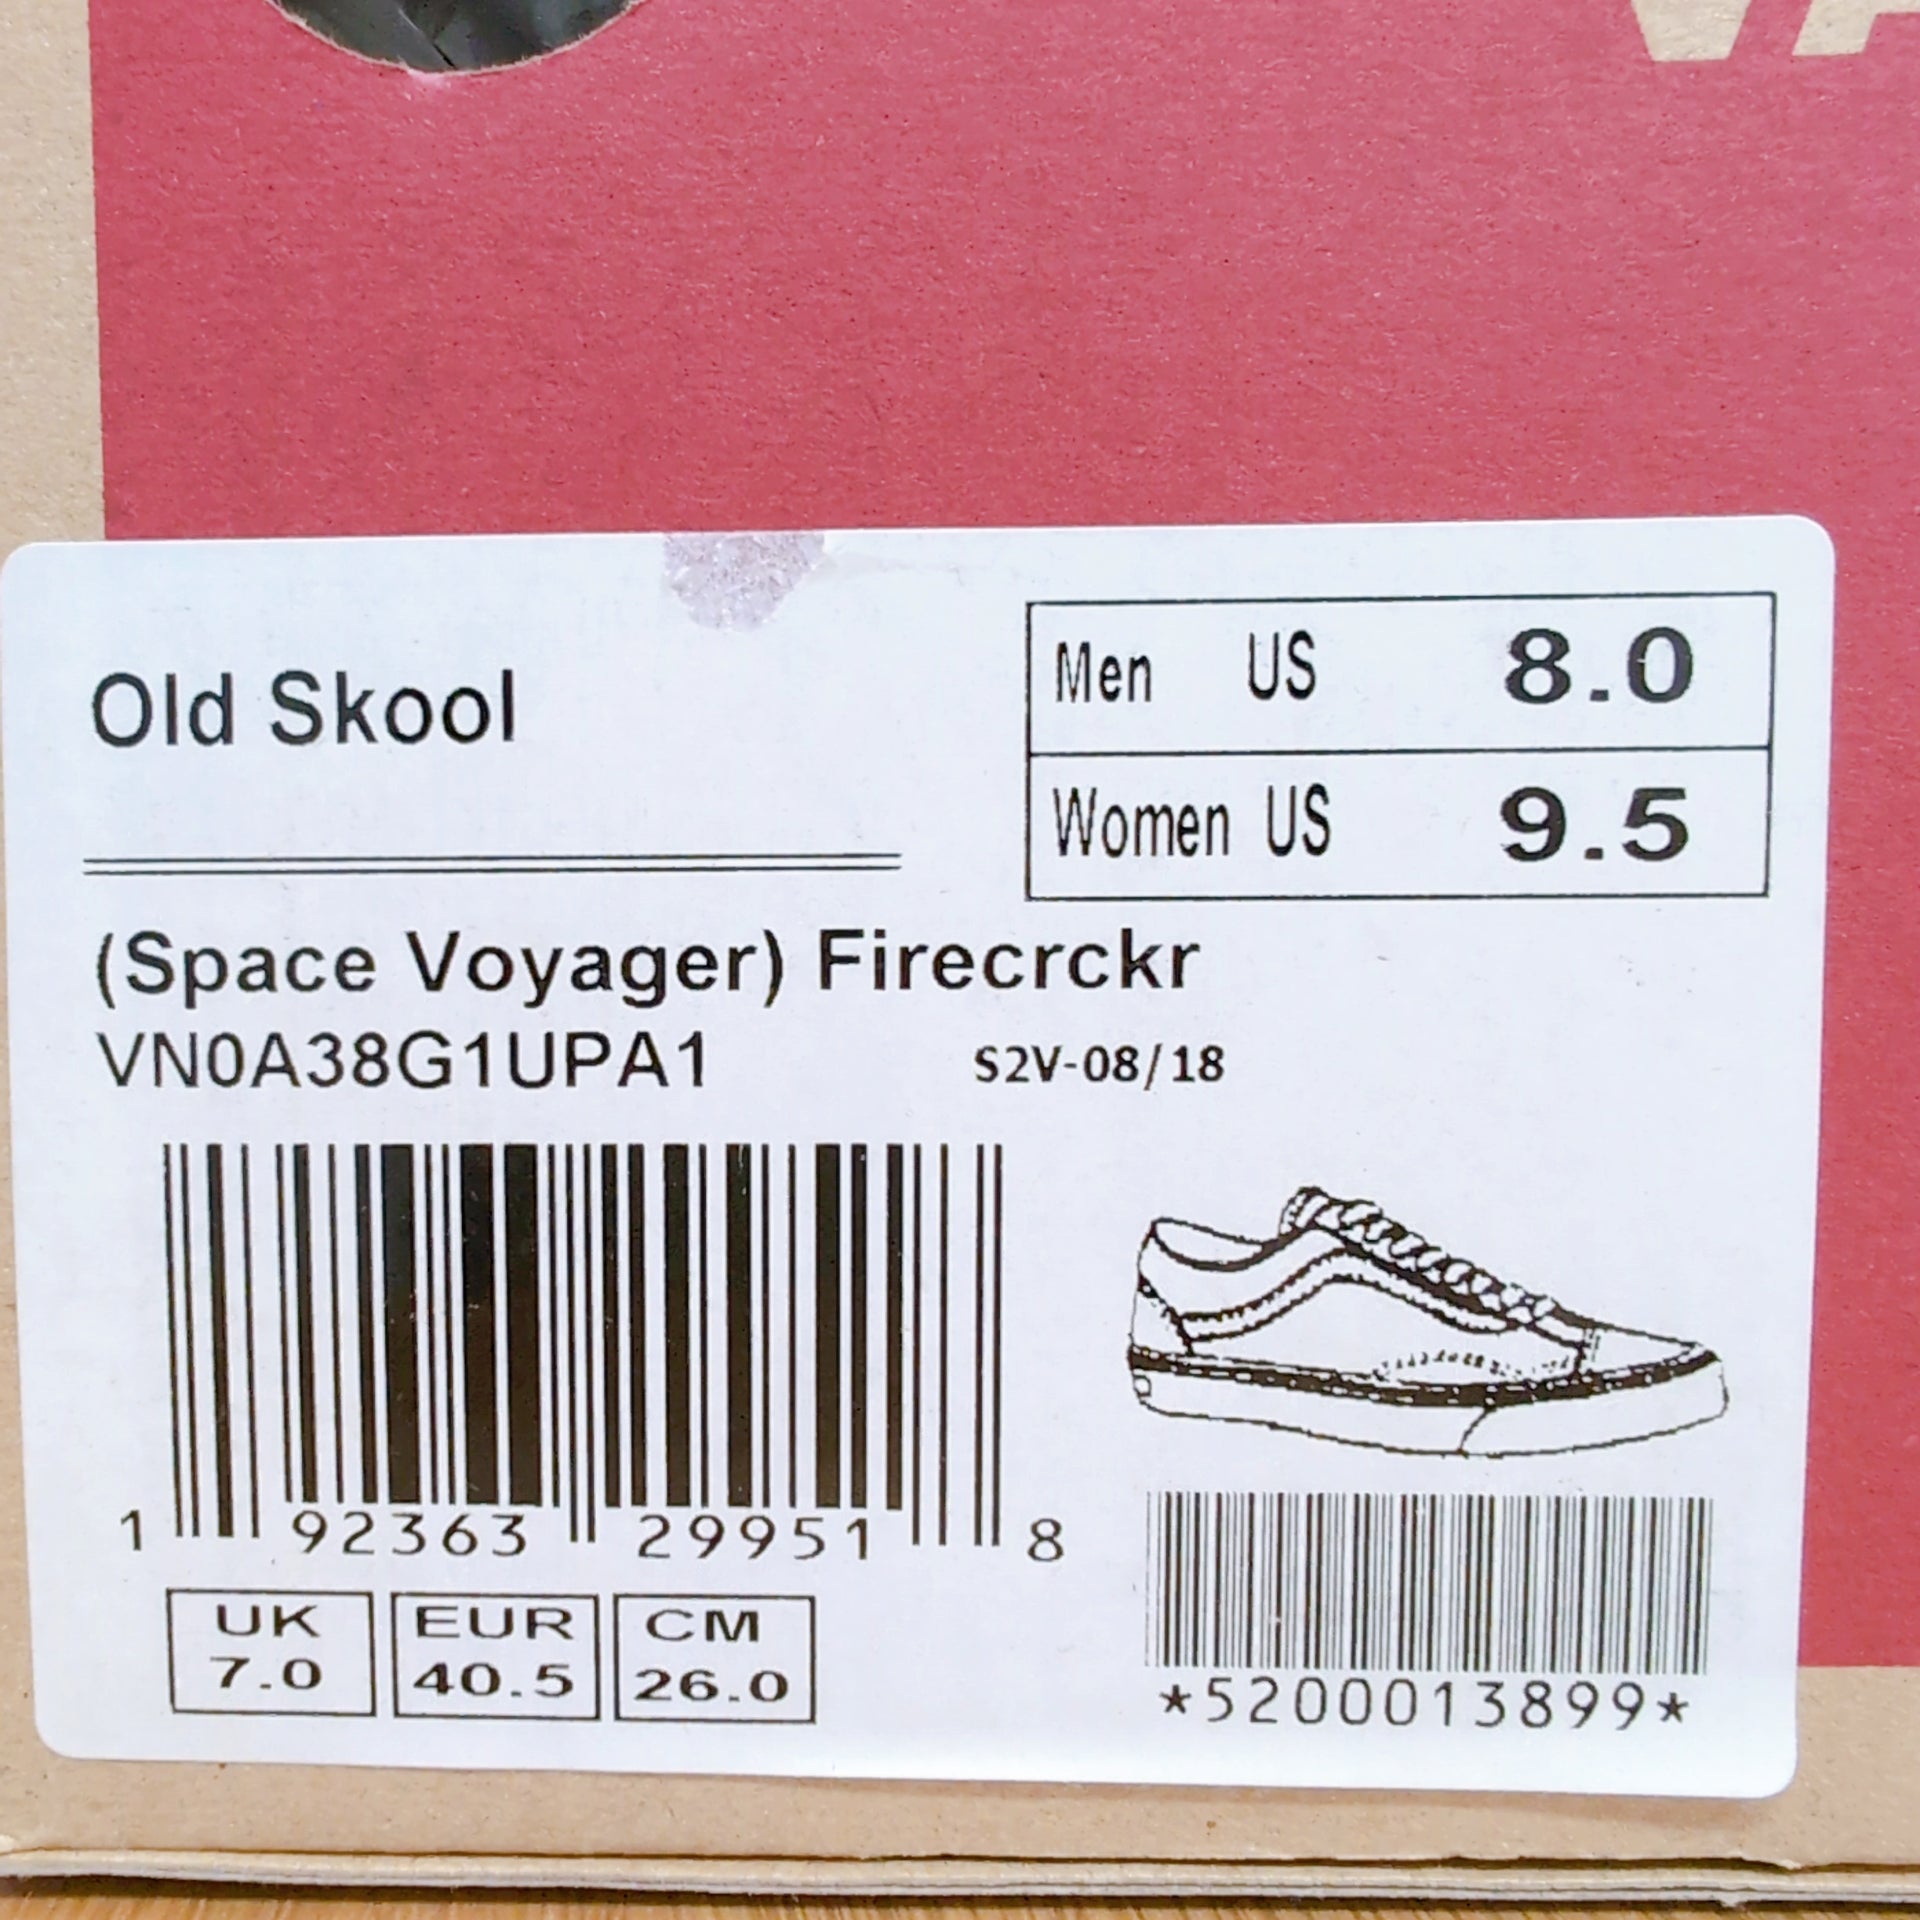 VA
Old Skool
Men US 8.0
Women US 9.5
(Space Voyager) Firecrckr
VN0A38G1UPA1 S2V-08/18
1 92363 29951 8
UK EUR CM
7.0 40.5 26.0
*5200013899*